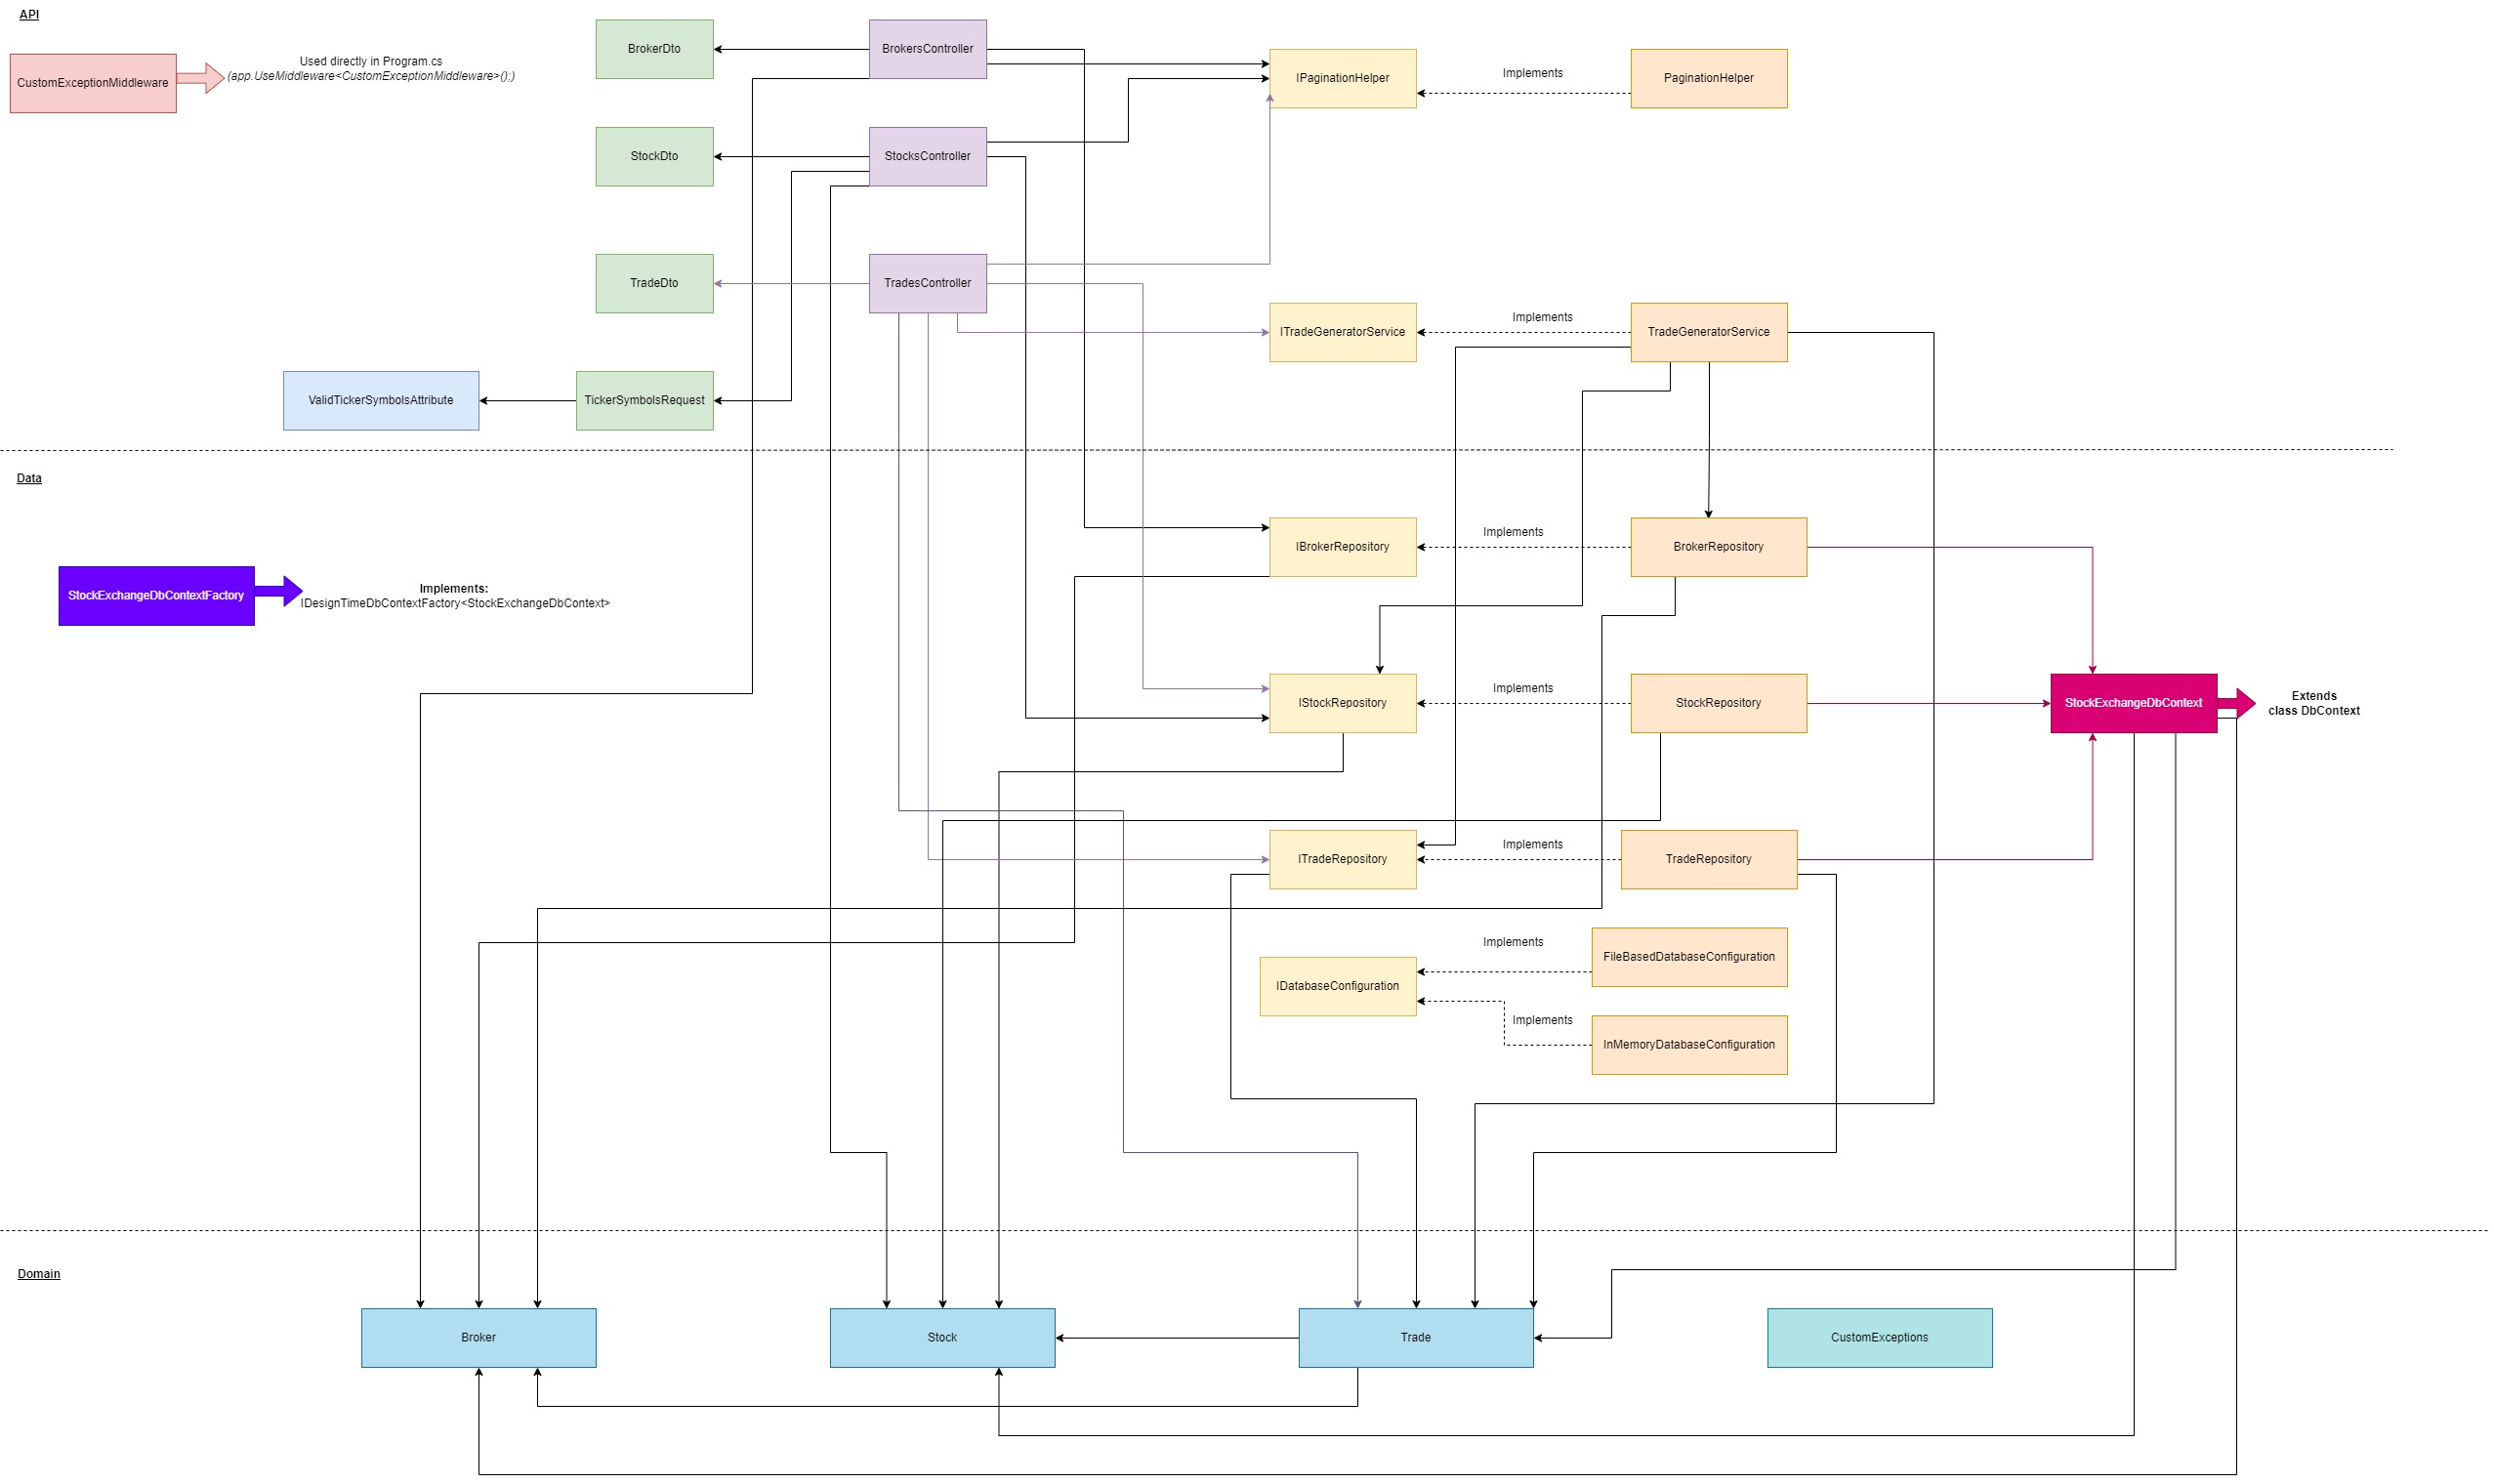 API
CustomExceptionMiddleware
Used directly in Program.cs
(app.UseMiddleware<CustomExceptionMiddleware>();)
BrokerDto
BrokersController
IPaginationHelper
Implements
PaginationHelper
StockDto
StocksController
TradeDto
TradesController
ITradeGeneratorService
Implements
TradeGeneratorService
ValidTickerSymbolsAttribute
TickerSymbolsRequest
Data
StockExchangeDbContextFactory
Implements:
IDesignTimeDbContextFactory<StockExchangeDbContext>
IBrokerRepository
Implements
BrokerRepository
IStockRepository
Implements
StockRepository
StockExchangeDbContext
Extends
class DbContext
ITradeRepository
Implements
TradeRepository
IDatabaseConfiguration
Implements
FileBasedDatabaseConfiguration
Implements
InMemoryDatabaseConfiguration
Domain
Broker
Stock
Trade
CustomExceptions